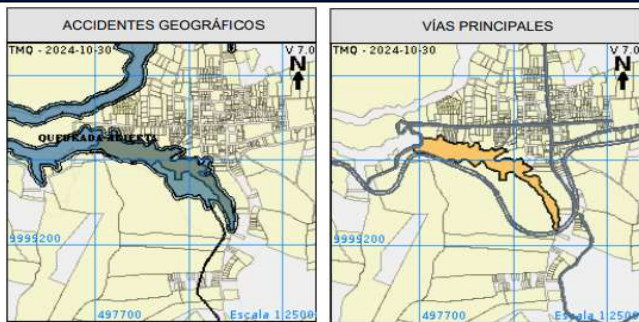 ACCIDENTES GEOGRÁFICOS
TMQ - 2024-10-30
V 7.0
N
QUEBRADA ABIERTA
9999200
497700
Escala 1:2500
VÍAS PRINCIPALES
TMQ - 2024-10-30
V 7.0
N
9999200
497700
Escala 1:2500